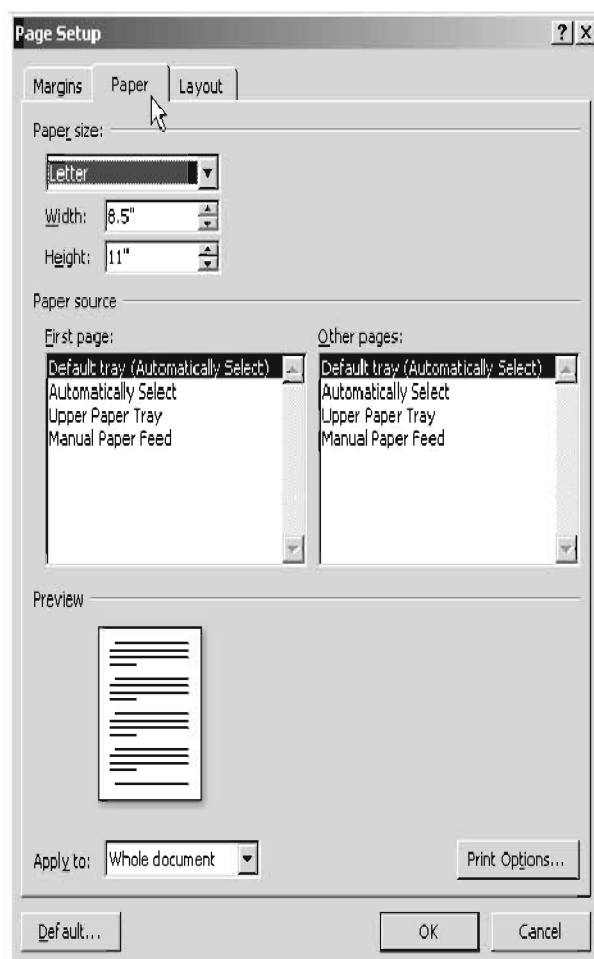 Page Setup ? X
Margins Paper Layout
Paper size:
Letter
Width: 8.5"
Height: 11"
Paper source
First page: Other pages:
Default tray (Automatically Select) Default tray (Automatically Select)
Automatically Select Automatically Select
Upper Paper Tray Upper Paper Tray
Manual Paper Feed Manual Paper Feed
Preview
Apply to: Whole document Print Options...
Default... OK Cancel